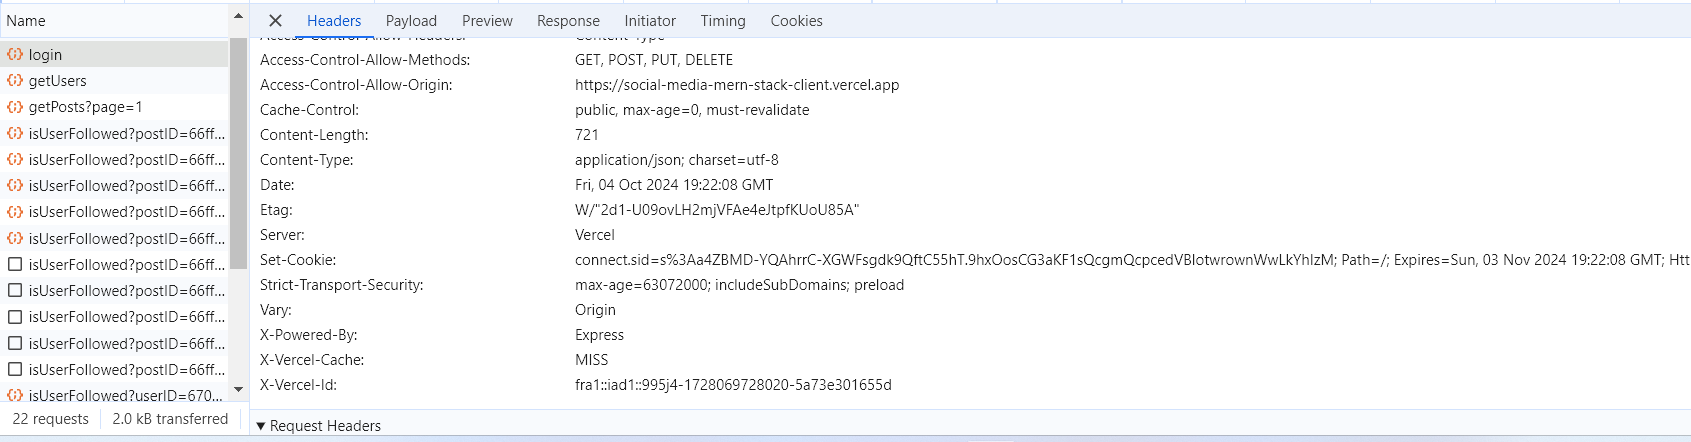 Name
login
getUsers
getPosts?page=1
isUserFollowed?postID=66ff...
isUserFollowed?postID=66ff...
isUserFollowed?postID=66ff...
isUserFollowed?postID=66ff...
isUserFollowed?postID=66ff...
isUserFollowed?postID=66ff...
isUserFollowed?postID=66ff...
isUserFollowed?postID=66ff...
isUserFollowed?postID=66ff...
isUserFollowed?postID=66ff...
isUserFollowed?userID=670...
22 requests 2.0 kB transferred
Headers Payload Preview Response Initiator Timing Cookies
Access-Control-Allow-Headers: Content-Type
Access-Control-Allow-Methods: GET, POST, PUT, DELETE
Access-Control-Allow-Origin: https://social-media-mern-stack-client.vercel.app
Cache-Control: public, max-age=0, must-revalidate
Content-Length: 721
Content-Type: application/json; charset=utf-8
Date: Fri, 04 Oct 2024 19:22:08 GMT
Etag: W/"2d1-U09ovLH2mjVFAe4eJtpfKUoU85A"
Server: Vercel
Set-Cookie: connect.sid=s%3Aa4ZBMD-YQAhrrC-XGWFsgdk9QftC55hT.9hxOosCG3aKF1sQcgmQcpcedVBIotwrownWwLkYhIzM; Path=/; Expires=Sun, 03 Nov 2024 19:22:08 GMT; Htt
Strict-Transport-Security: max-age=63072000; includeSubDomains; preload
Vary: Origin
X-Powered-By: Express
X-Vercel-Cache: MISS
X-Vercel-Id: fra1::iad1::995j4-1728069728020-5a73e301655d
Request Headers